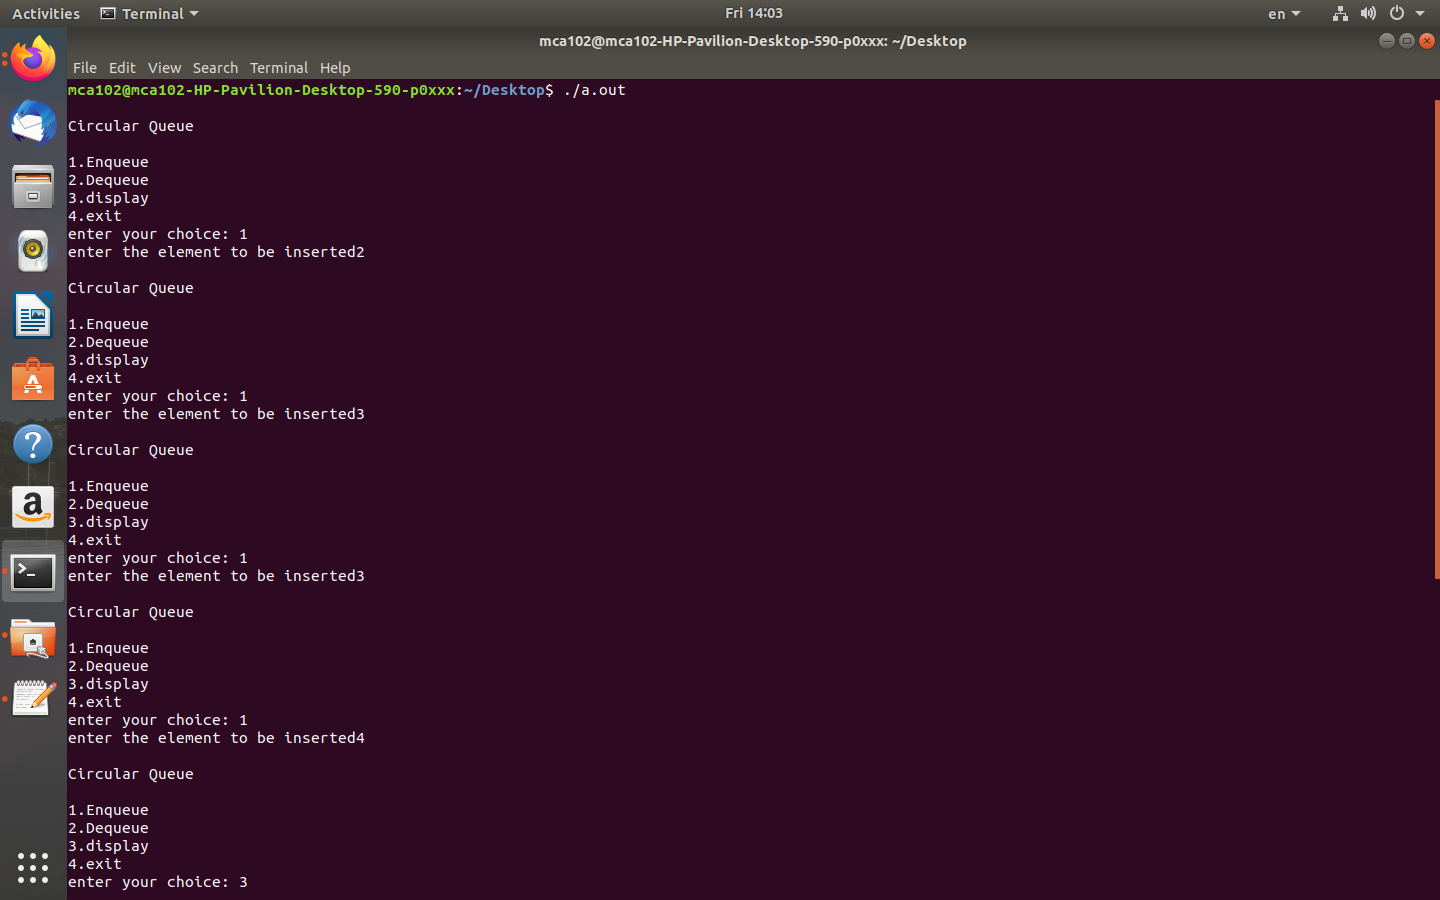 Activities Terminal Fri 14:03 en
mca102@mca102-HP-Pavilion-Desktop-590-p0xxx: ~/Desktop
File Edit View Search Terminal Help
mca102@mca102-HP-Pavilion-Desktop-590-p0xxx:~/Desktop$ ./a.out
Circular Queue
1.Enqueue
2.Dequeue
3.display
4.exit
enter your choice: 1
enter the element to be inserted2
Circular Queue
1.Enqueue
2.Dequeue
3.display
4.exit
enter your choice: 1
enter the element to be inserted3
Circular Queue
1.Enqueue
2.Dequeue
3.display
4.exit
enter your choice: 1
enter the element to be inserted3
Circular Queue
1.Enqueue
2.Dequeue
3.display
4.exit
enter your choice: 1
enter the element to be inserted4
Circular Queue
1.Enqueue
2.Dequeue
3.display
4.exit
enter your choice: 3